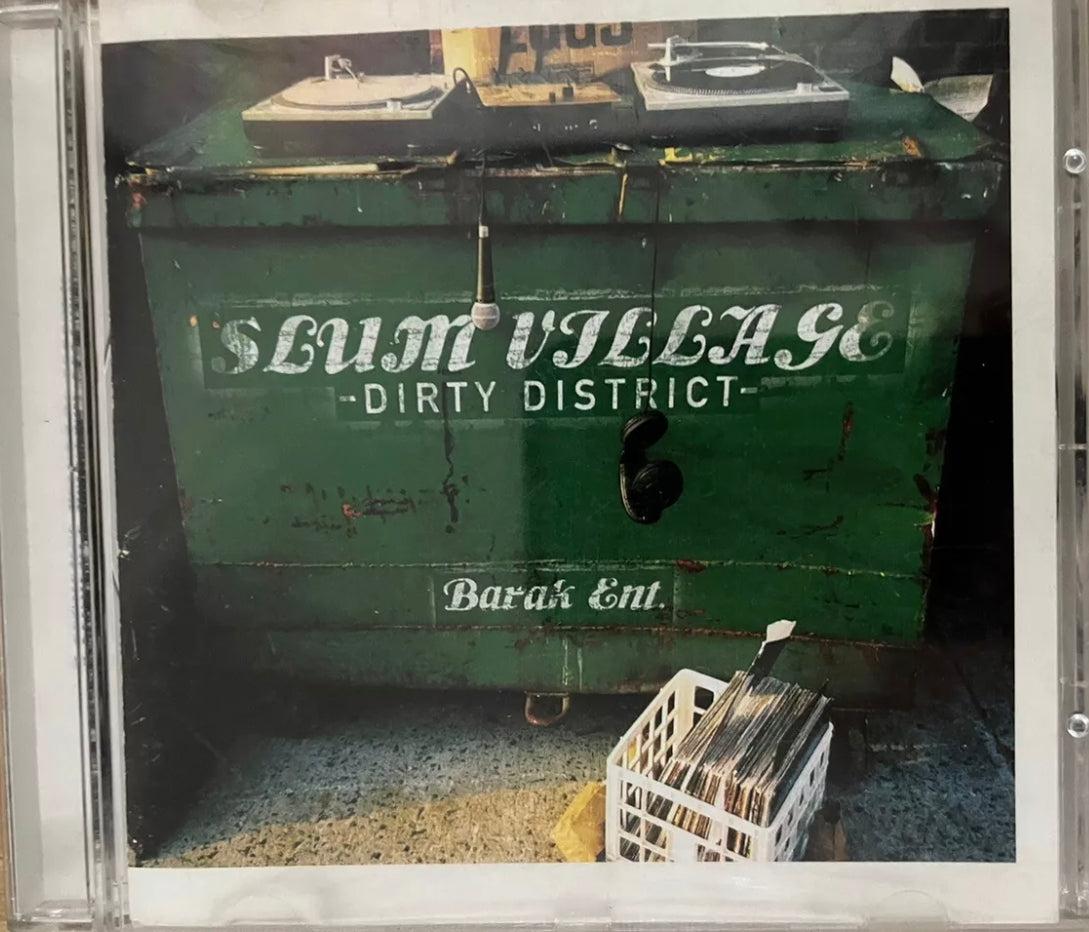 SLUM VILLAGE
-DIRTY DISTRICT-
Barak Ent.